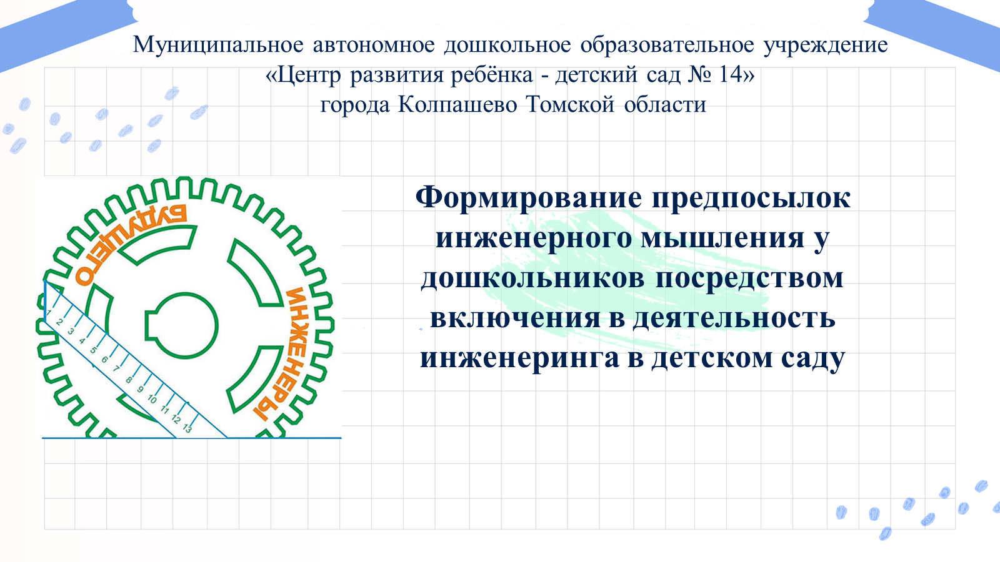 Муниципальное автономное дошкольное образовательное учреждение
«Центр развития ребёнка - детский сад № 14»
города Колпашево Томской области
Формирование предпосылок
инженерного мышления у
дошкольников посредством
включения в деятельность
инженеринга в детском саду
ИНЖЕНЕРЫ
БУДУЩЕГО
1 2 3 4 5 6 7 8 9 10 11 12 13